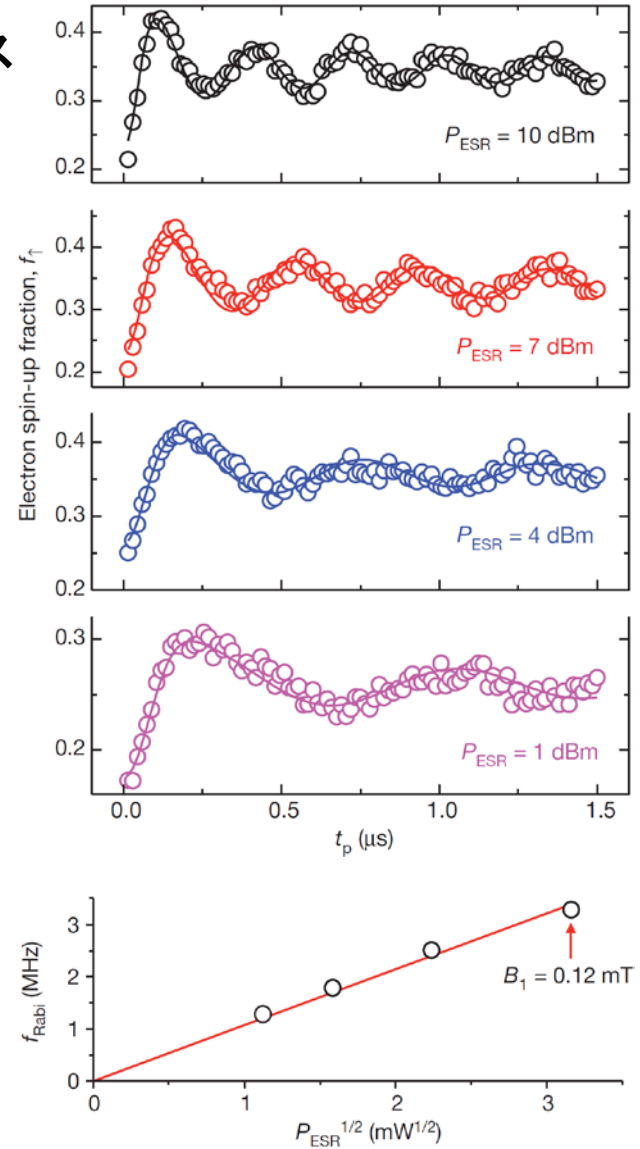 0.4
0.3
0.2
P_ESR = 10 dBm
0.4
0.3
0.2
P_ESR = 7 dBm
Electron spin-up fraction, f↑
0.4
0.3
0.2
P_ESR = 4 dBm
0.3
0.2
P_ESR = 1 dBm
0.0 0.5 1.0 1.5
t_p (μs)
3
2
1
0
f_Rabi (MHz)
B_1 = 0.12 mT
0 1 2 3
P_ESR^1/2 (mW^1/2)